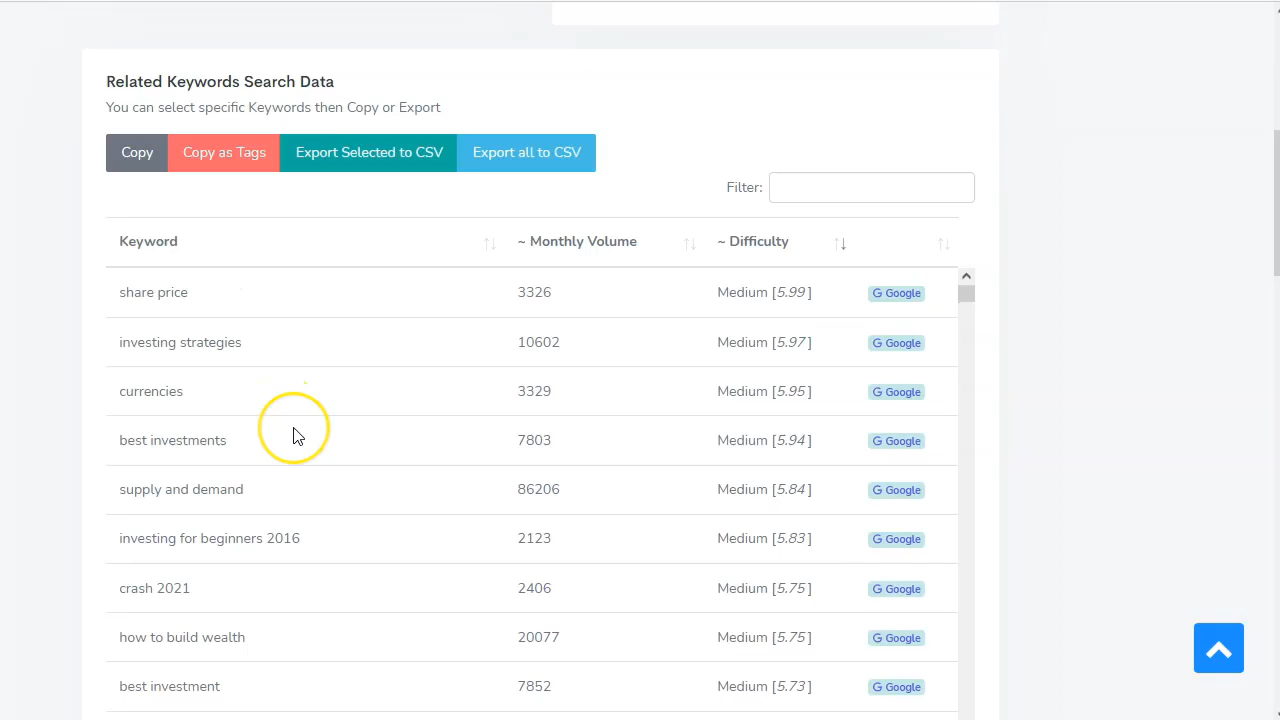 Related Keywords Search Data
You can select specific Keywords then Copy or Export
Copy Copy as Tags Export Selected to CSV Export all to CSV
Filter:
Keyword ~ Monthly Volume ~ Difficulty
share price 3326 Medium [5.99] G Google
investing strategies 10602 Medium [5.97] G Google
currencies 3329 Medium [5.95] G Google
best investments 7803 Medium [5.94] G Google
supply and demand 86206 Medium [5.84] G Google
investing for beginners 2016 2123 Medium [5.83] G Google
crash 2021 2406 Medium [5.75] G Google
how to build wealth 20077 Medium [5.75] G Google
best investment 7852 Medium [5.73] G Google